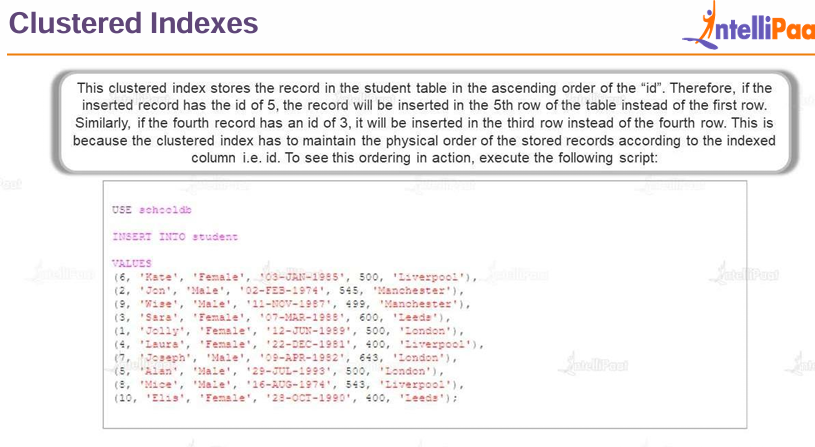 Clustered Indexes
IntelliPaa
This clustered index stores the record in the student table in the ascending order of the “id”. Therefore, if the
inserted record has the id of 5, the record will be inserted in the 5th row of the table instead of the first row.
Similarly, if the fourth record has an id of 3, it will be inserted in the third row instead of the fourth row. This is
because the clustered index has to maintain the physical order of the stored records according to the indexed
column i.e. id. To see this ordering in action, execute the following script:
USE schooldb
INSERT INTO student
VALUES
(6, 'Kate', 'Female', '03-JAN-1985', 500, 'Liverpool'),
(2, 'Jon', 'Male', '02-FEB-1974', 545, 'Manchester'),
(9, 'Wise', 'Male', '11-NOV-1987', 499, 'Manchester'),
(3, 'Sara', 'Female', '07-MAR-1988', 600, 'Leeds'),
(1, 'Jolly', 'Female', '12-JUN-1989', 500, 'London'),
(4, 'Laura', 'Female', '22-DEC-1981', 400, 'Liverpool'),
(7, 'Joseph', 'Male', '09-APR-1982', 643, 'London'),
(5, 'Alan', 'Male', '29-JUL-1993', 500, 'London'),
(8, 'Mice', 'Male', '16-AUG-1974', 543, 'Liverpool'),
(10, 'Elis', 'Female', '28-OCT-1990', 400, 'Leeds');